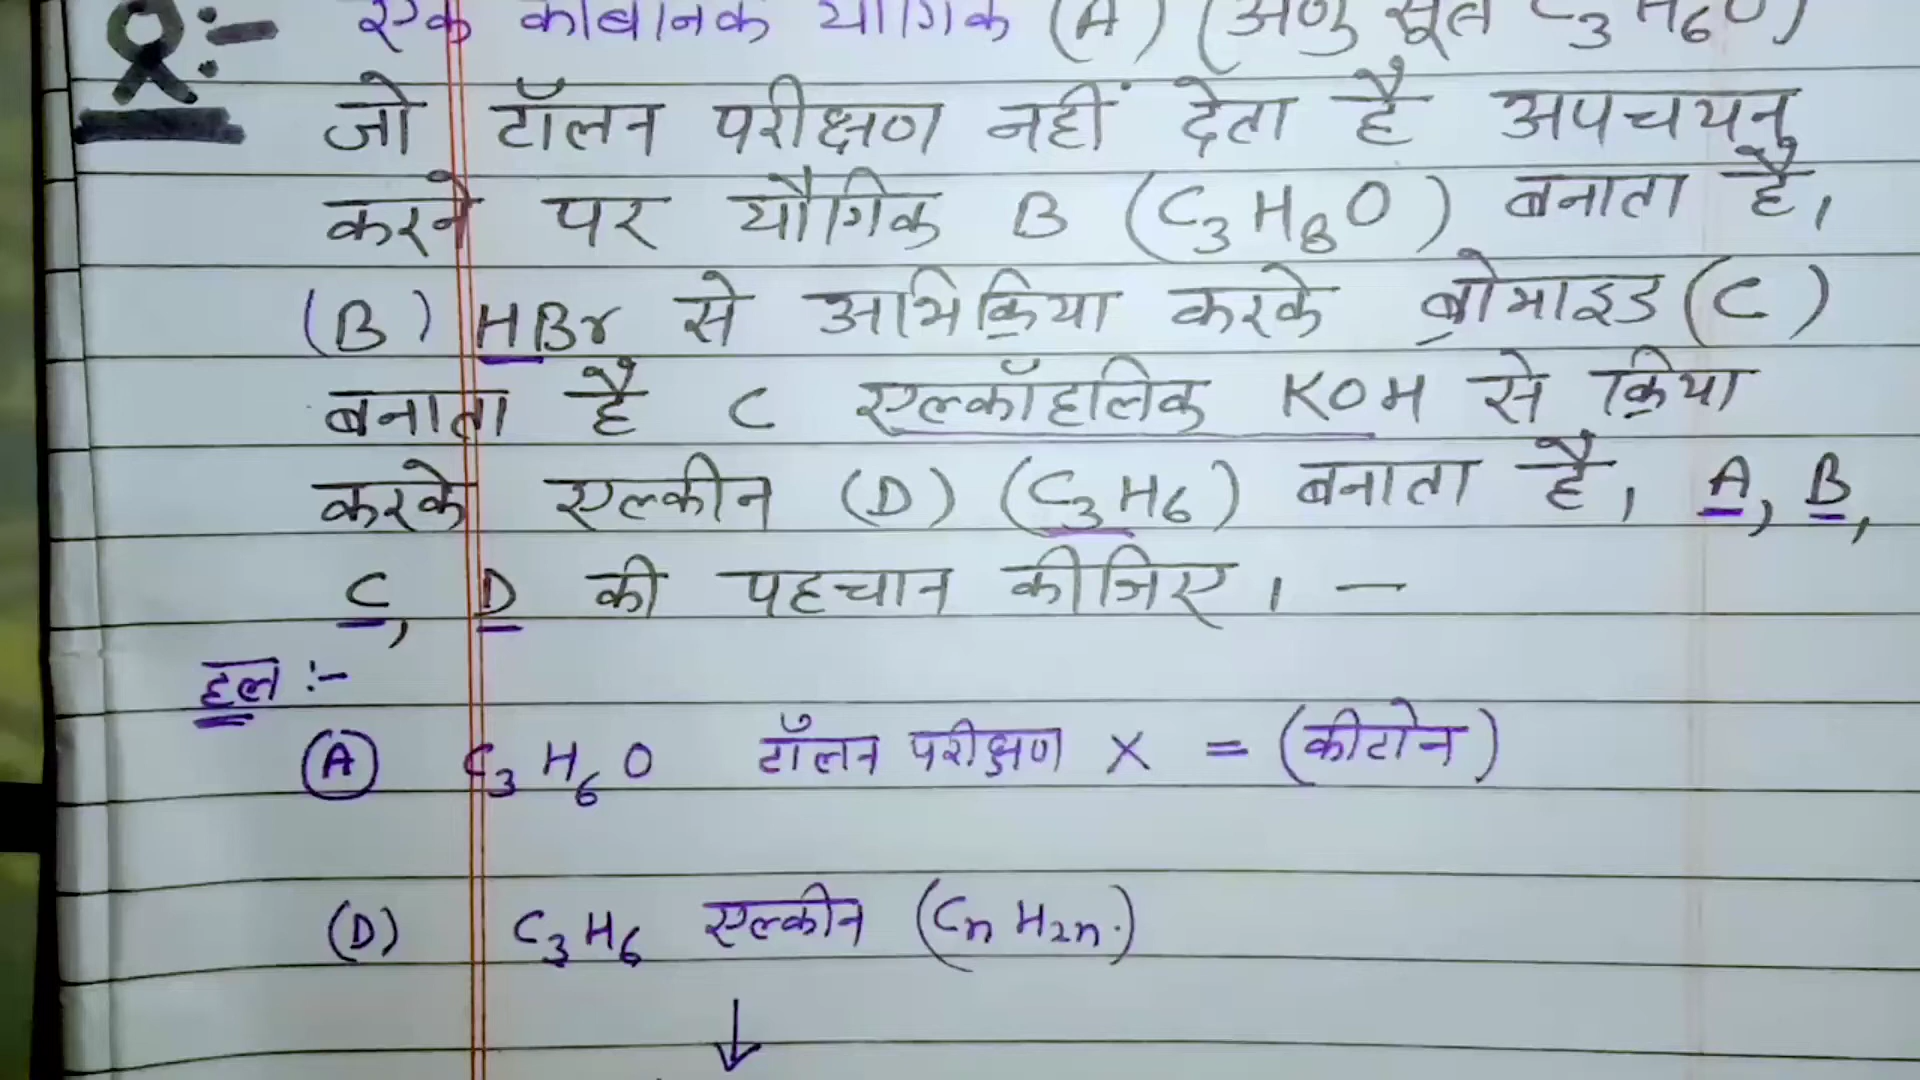 Q:- एक कार्बनिक यौगिक (A) (अणु सूत्र C3H6O)
जो टॉलन परीक्षण नहीं देता है अपचयन
करने पर यौगिक B (C3H8O) बनाता है,
(B) HBr से अभिक्रिया करके ब्रोमाइड (C)
बनाता है C एल्कॉहलिक KOH से क्रिया
करके एल्कीन (D) (C3H6) बनाता है, A, B,
C, D की पहचान कीजिए। —
हल :-
(A) C3H6O टॉलन परीक्षण X = (कीटोन)
(D) C3H6 एल्कीन (CnH2n.)
↓